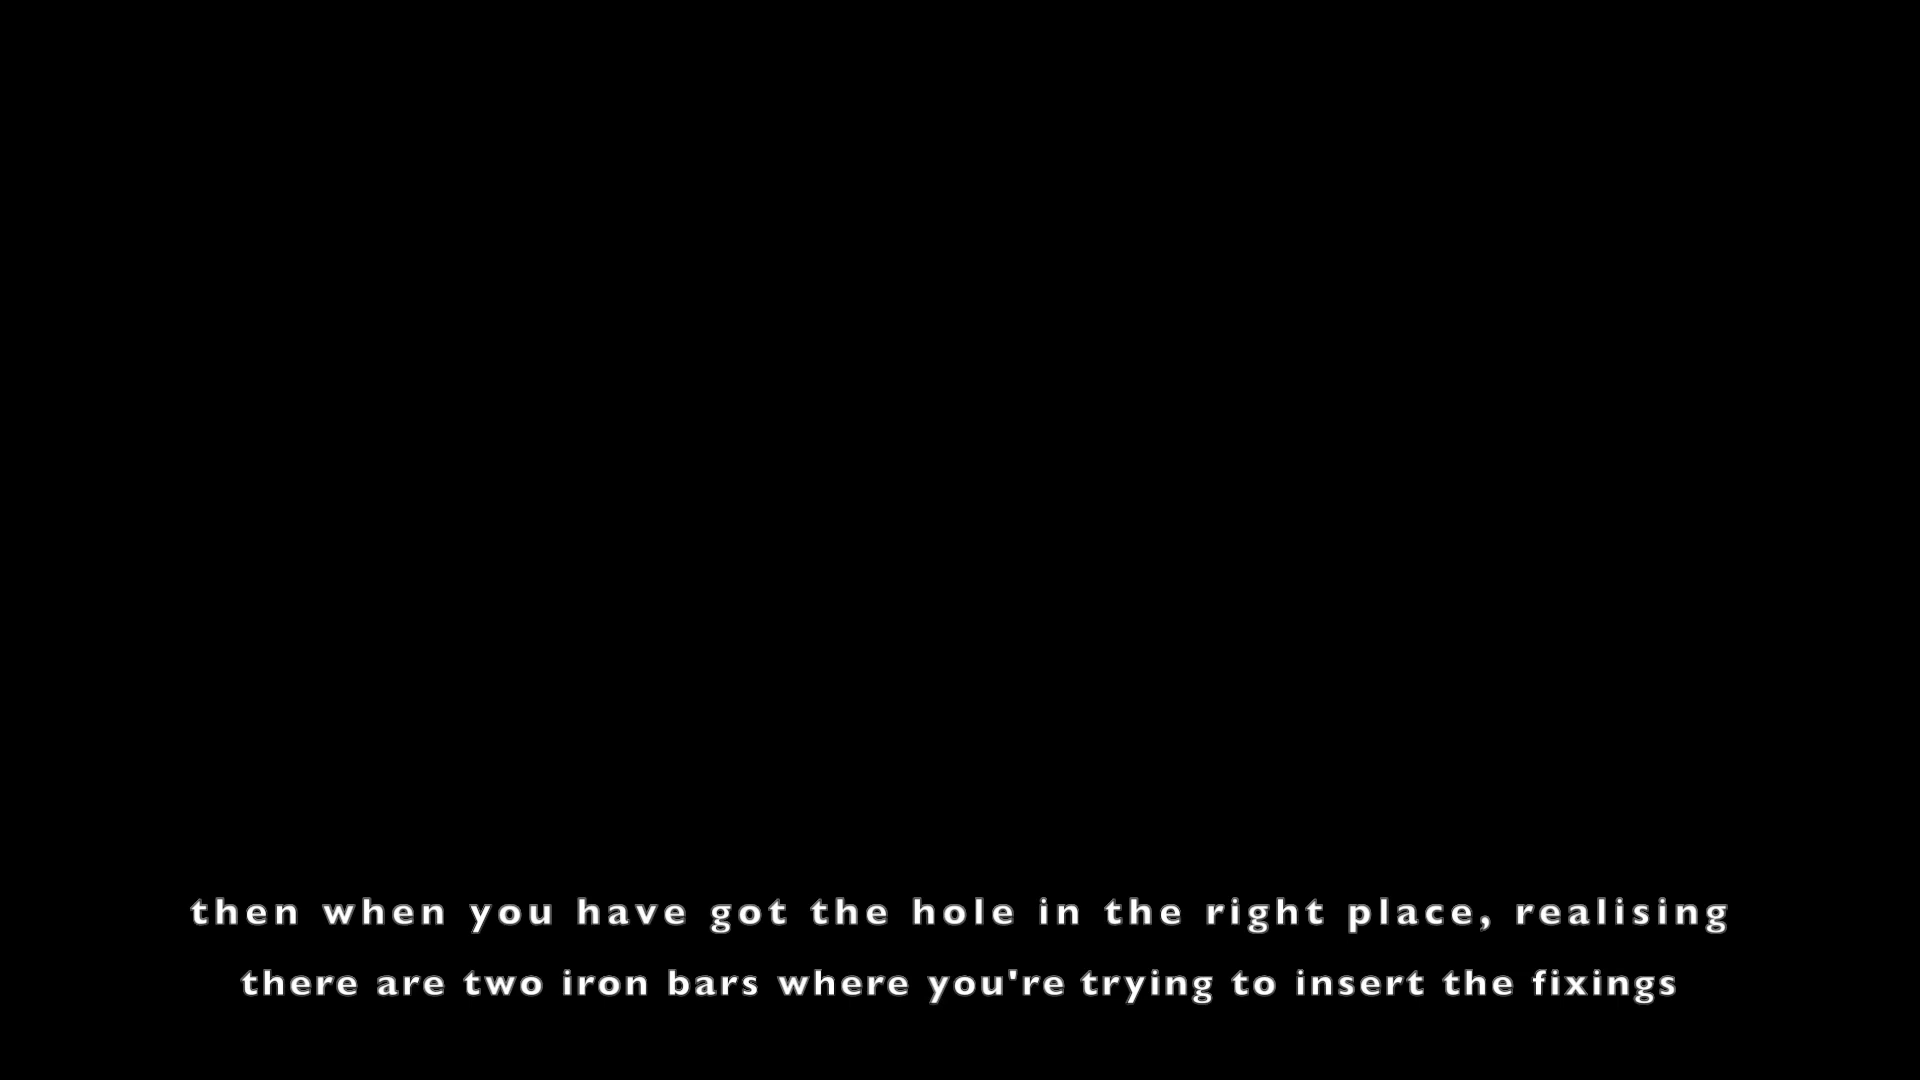 then when you have got the hole in the right place, realising
there are two iron bars where you're trying to insert the fixings